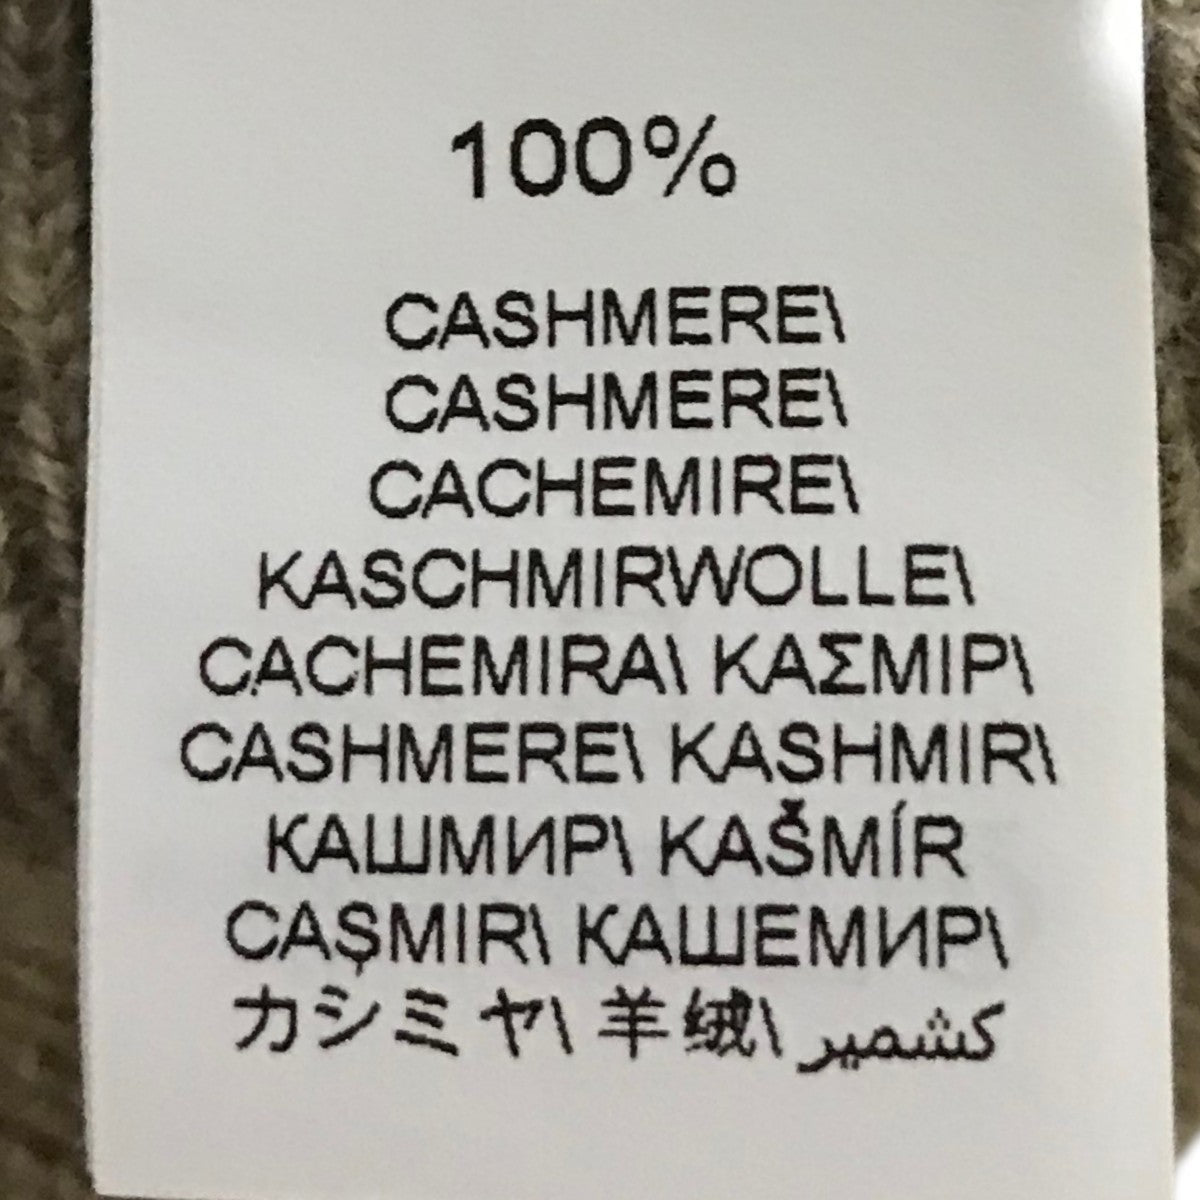 100%
CASHMERE\
CASHMERE\
CACHEMIRE\
KASCHMIRWOLLE\
CACHEMIRA\ ΚΑΣΜΙΡ\
CASHMERE\ KASHMIR\
КАШМИР\ KAŠMÍR
CAŞMIR\ КАШЕМИР\
カシミヤ\ 羊绒\ كشمير